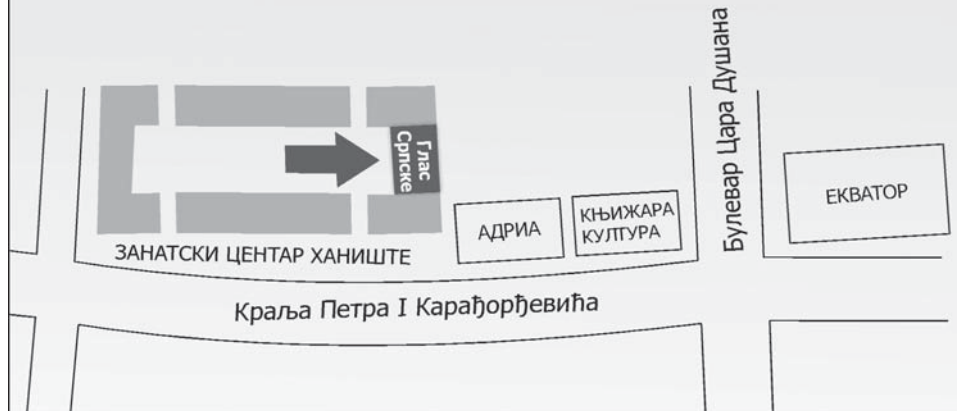 Глас
Српске
ЗАНАТСКИ ЦЕНТАР ХАНИШТЕ
АДРИА
КЊИЖАРА
КУЛТУРА
Булевар Цара Душана
ЕКВАТОР
Краља Петра I Карађорђевића